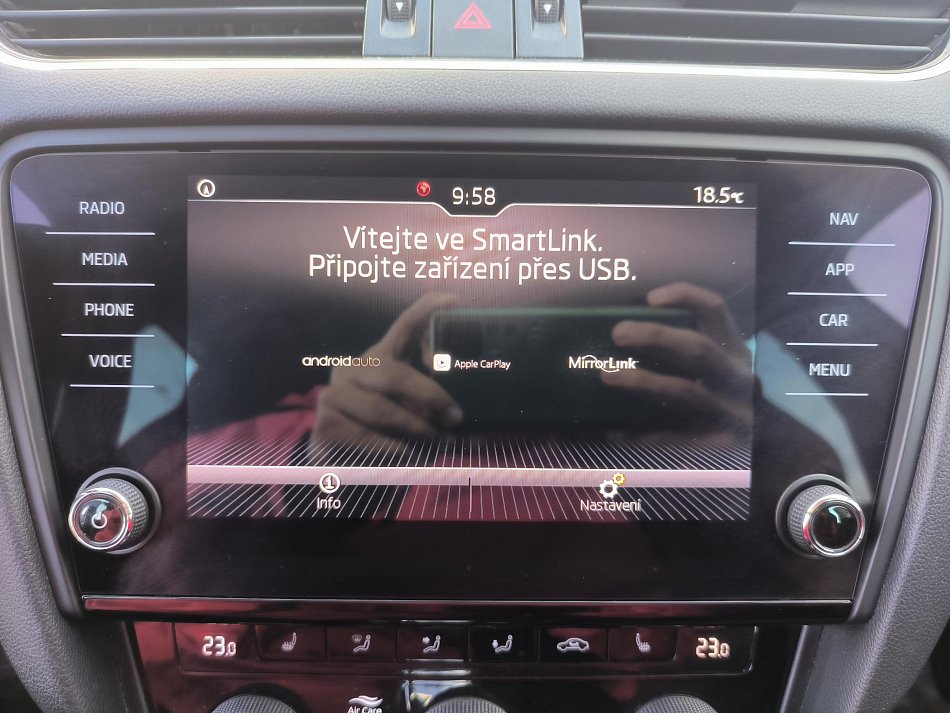 9:58
18.5°C
RADIO
MEDIA
PHONE
VOICE
Vítejte ve SmartLink.
Připojte zařízení přes USB.
androidauto
Apple CarPlay
MirrorLink
Info
Nastavení
NAV
APP
CAR
MENU
23.0
23.0
Air Care